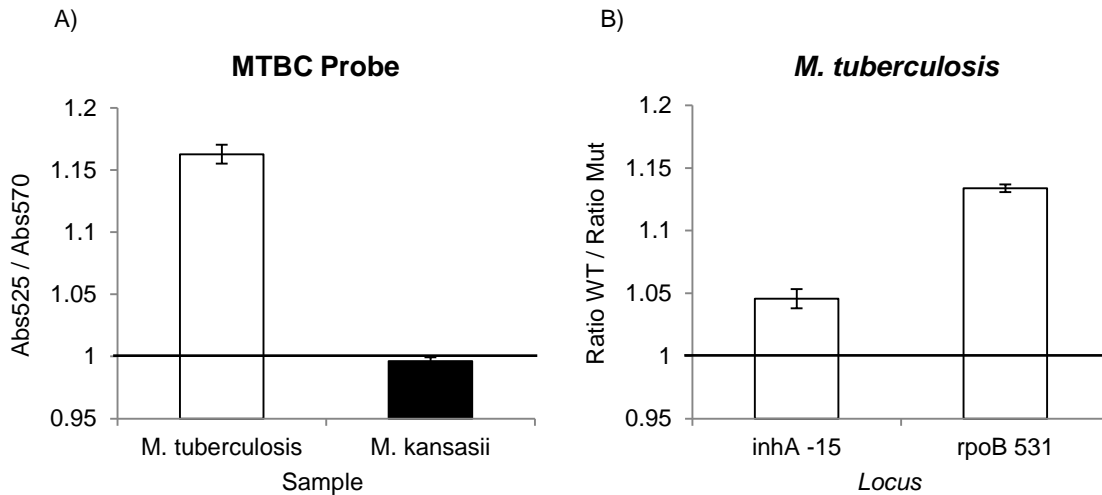 A)
MTBC Probe
1.2
1.15
1.1
1.05
1
0.95
Abs525 / Abs570
M. tuberculosis
M. kansasii
Sample
B)
M. tuberculosis
1.2
1.15
1.1
1.05
1
0.95
Ratio WT / Ratio Mut
inhA -15
rpoB 531
Locus